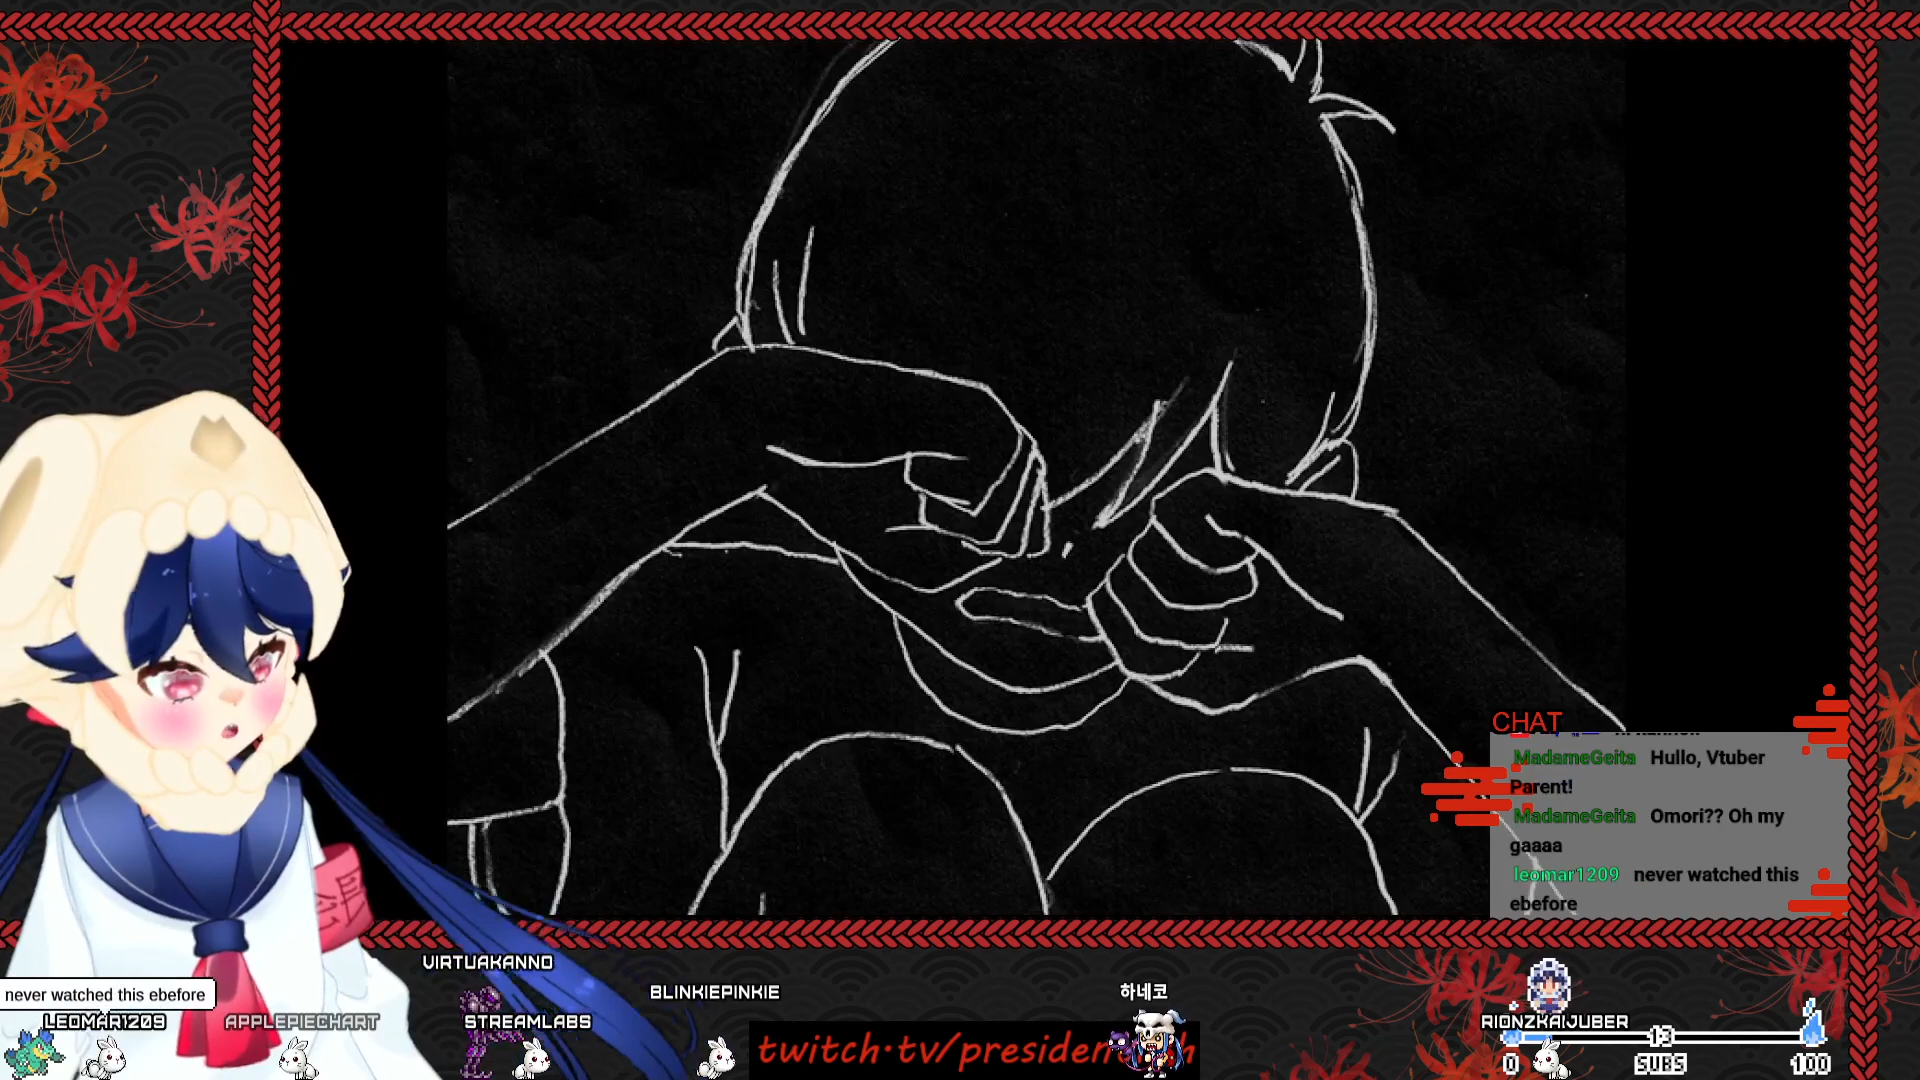 CHAT
MadameGeita Hullo, Vtuber
Parent!
MadameGeita Omori?? Oh my
gaaaa
leomar1209 never watched this
ebefore
VIRTUAKANNO
never watched this ebefore
BLINKIEPINKIE
하네코
LEOMAR1209
APPLEPIECHART
STREAMLABS
RIONZKAIJUBER
twitch.tv/presiden
13
0
SUBS
100